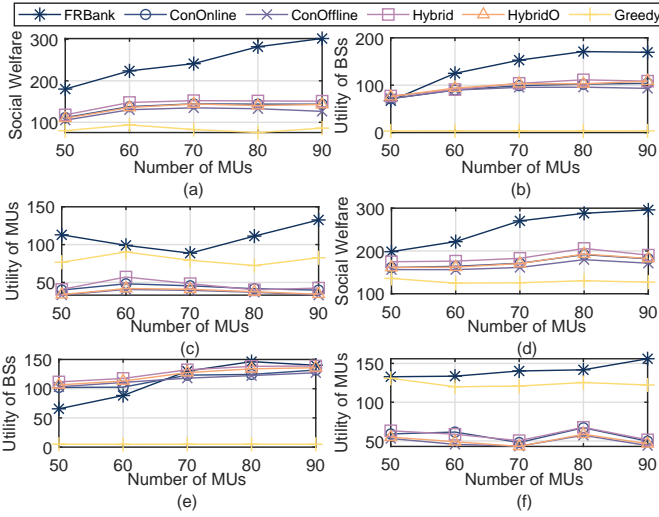 FRBank ConOnline ConOffline Hybrid HybridO Greedy
Social Welfare
300
200
100
50 60 70 80 90
Number of MUs
(a)
Utility of BSs
200
100
0
50 60 70 80 90
Number of MUs
(b)
Utility of MUs
150
100
50
50 60 70 80 90
Number of MUs
(c)
Social Welfare
300
200
100
50 60 70 80 90
Number of MUs
(d)
Utility of BSs
150
100
50
0
50 60 70 80 90
Number of MUs
(e)
Utility of MUs
150
100
50
50 60 70 80 90
Number of MUs
(f)